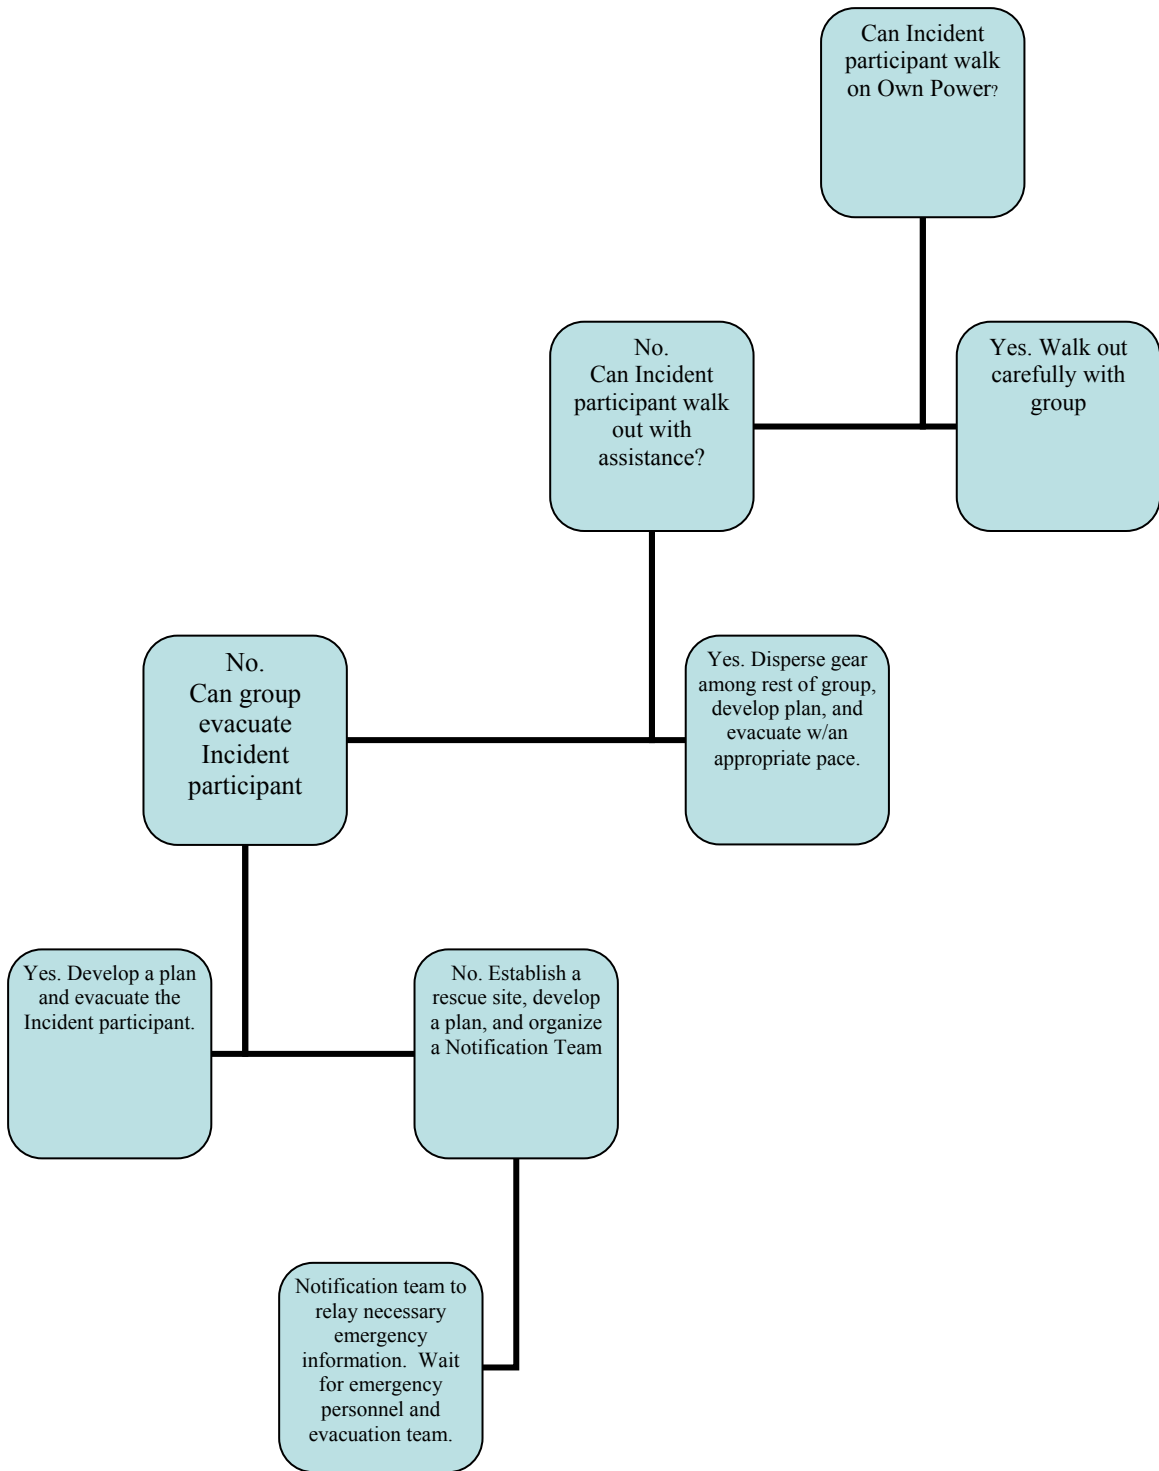 Can Incident
participant walk
on Own Power?
No.
Can Incident
participant walk
out with
assistance?
Yes. Walk out
carefully with
group
No.
Can group
evacuate
Incident
participant
Yes. Disperse gear
among rest of group,
develop plan, and
evacuate w/an
appropriate pace.
Yes. Develop a plan
and evacuate the
Incident participant.
No. Establish a
rescue site, develop
a plan, and organize
a Notification Team
Notification team to
relay necessary
emergency
information.  Wait
for emergency
personnel and
evacuation team.